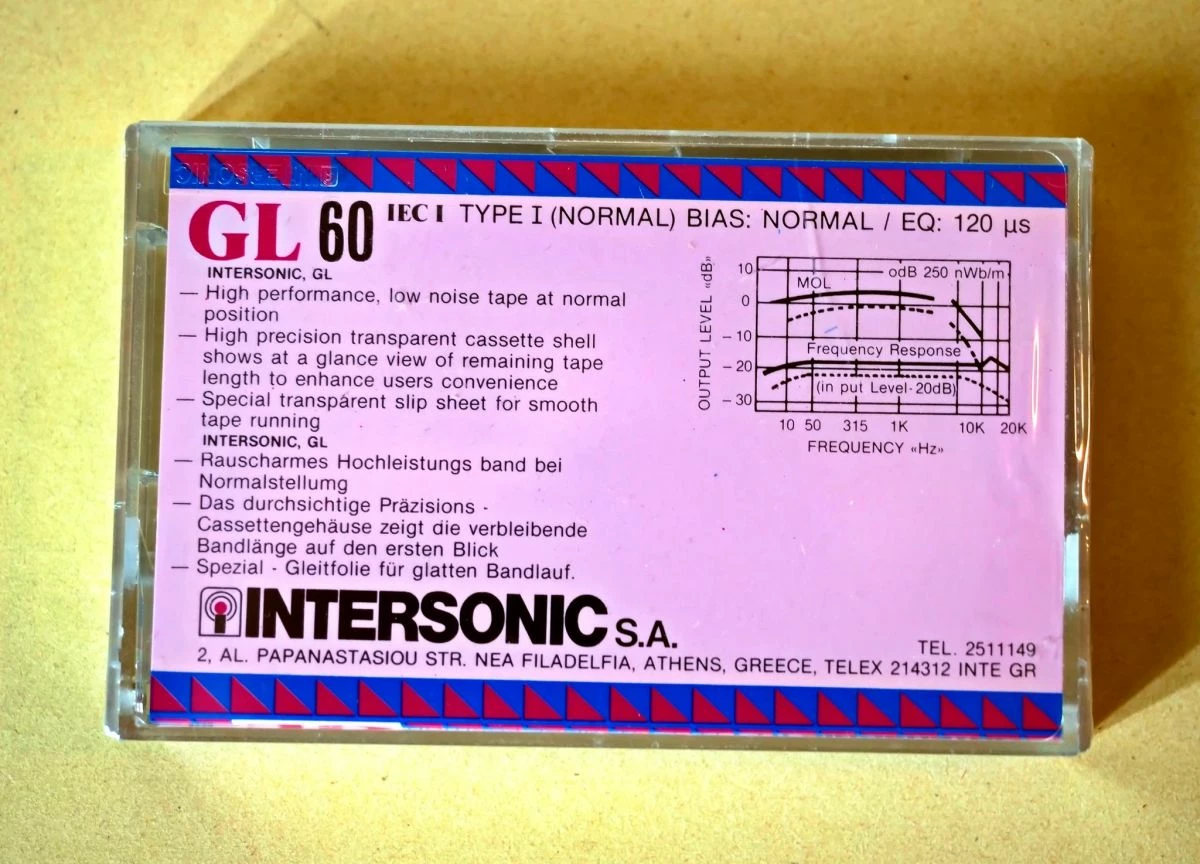 GL 60 IEC I TYPE I (NORMAL) BIAS: NORMAL / EQ: 120 µs
INTERSONIC, GL
— High performance, low noise tape at normal
position
— High precision transparent cassette shell
shows at a glance view of remaining tape
length to enhance users convenience
— Special transparent slip sheet for smooth
tape running
INTERSONIC, GL
— Rauscharmes Hochleistungs band bei
Normalstellumg
— Das durchsichtige Präzisions -
Cassettengehäuse zeigt die verbleibende
Bandlänge auf den ersten Blick
— Spezial - Gleitfolie für glatten Bandlauf.
OUTPUT LEVEL «dB»
10
0
– 10
– 20
– 30
odB 250 nWb/m
MOL
Frequency Response
(in put Level-20dB)
10 50 315 1K 10K 20K
FREQUENCY «Hz»
INTERSONIC S.A.
TEL. 2511149
2, AL. PAPANASTASIOU STR. NEA FILADELFIA, ATHENS, GREECE, TELEX 214312 INTE GR